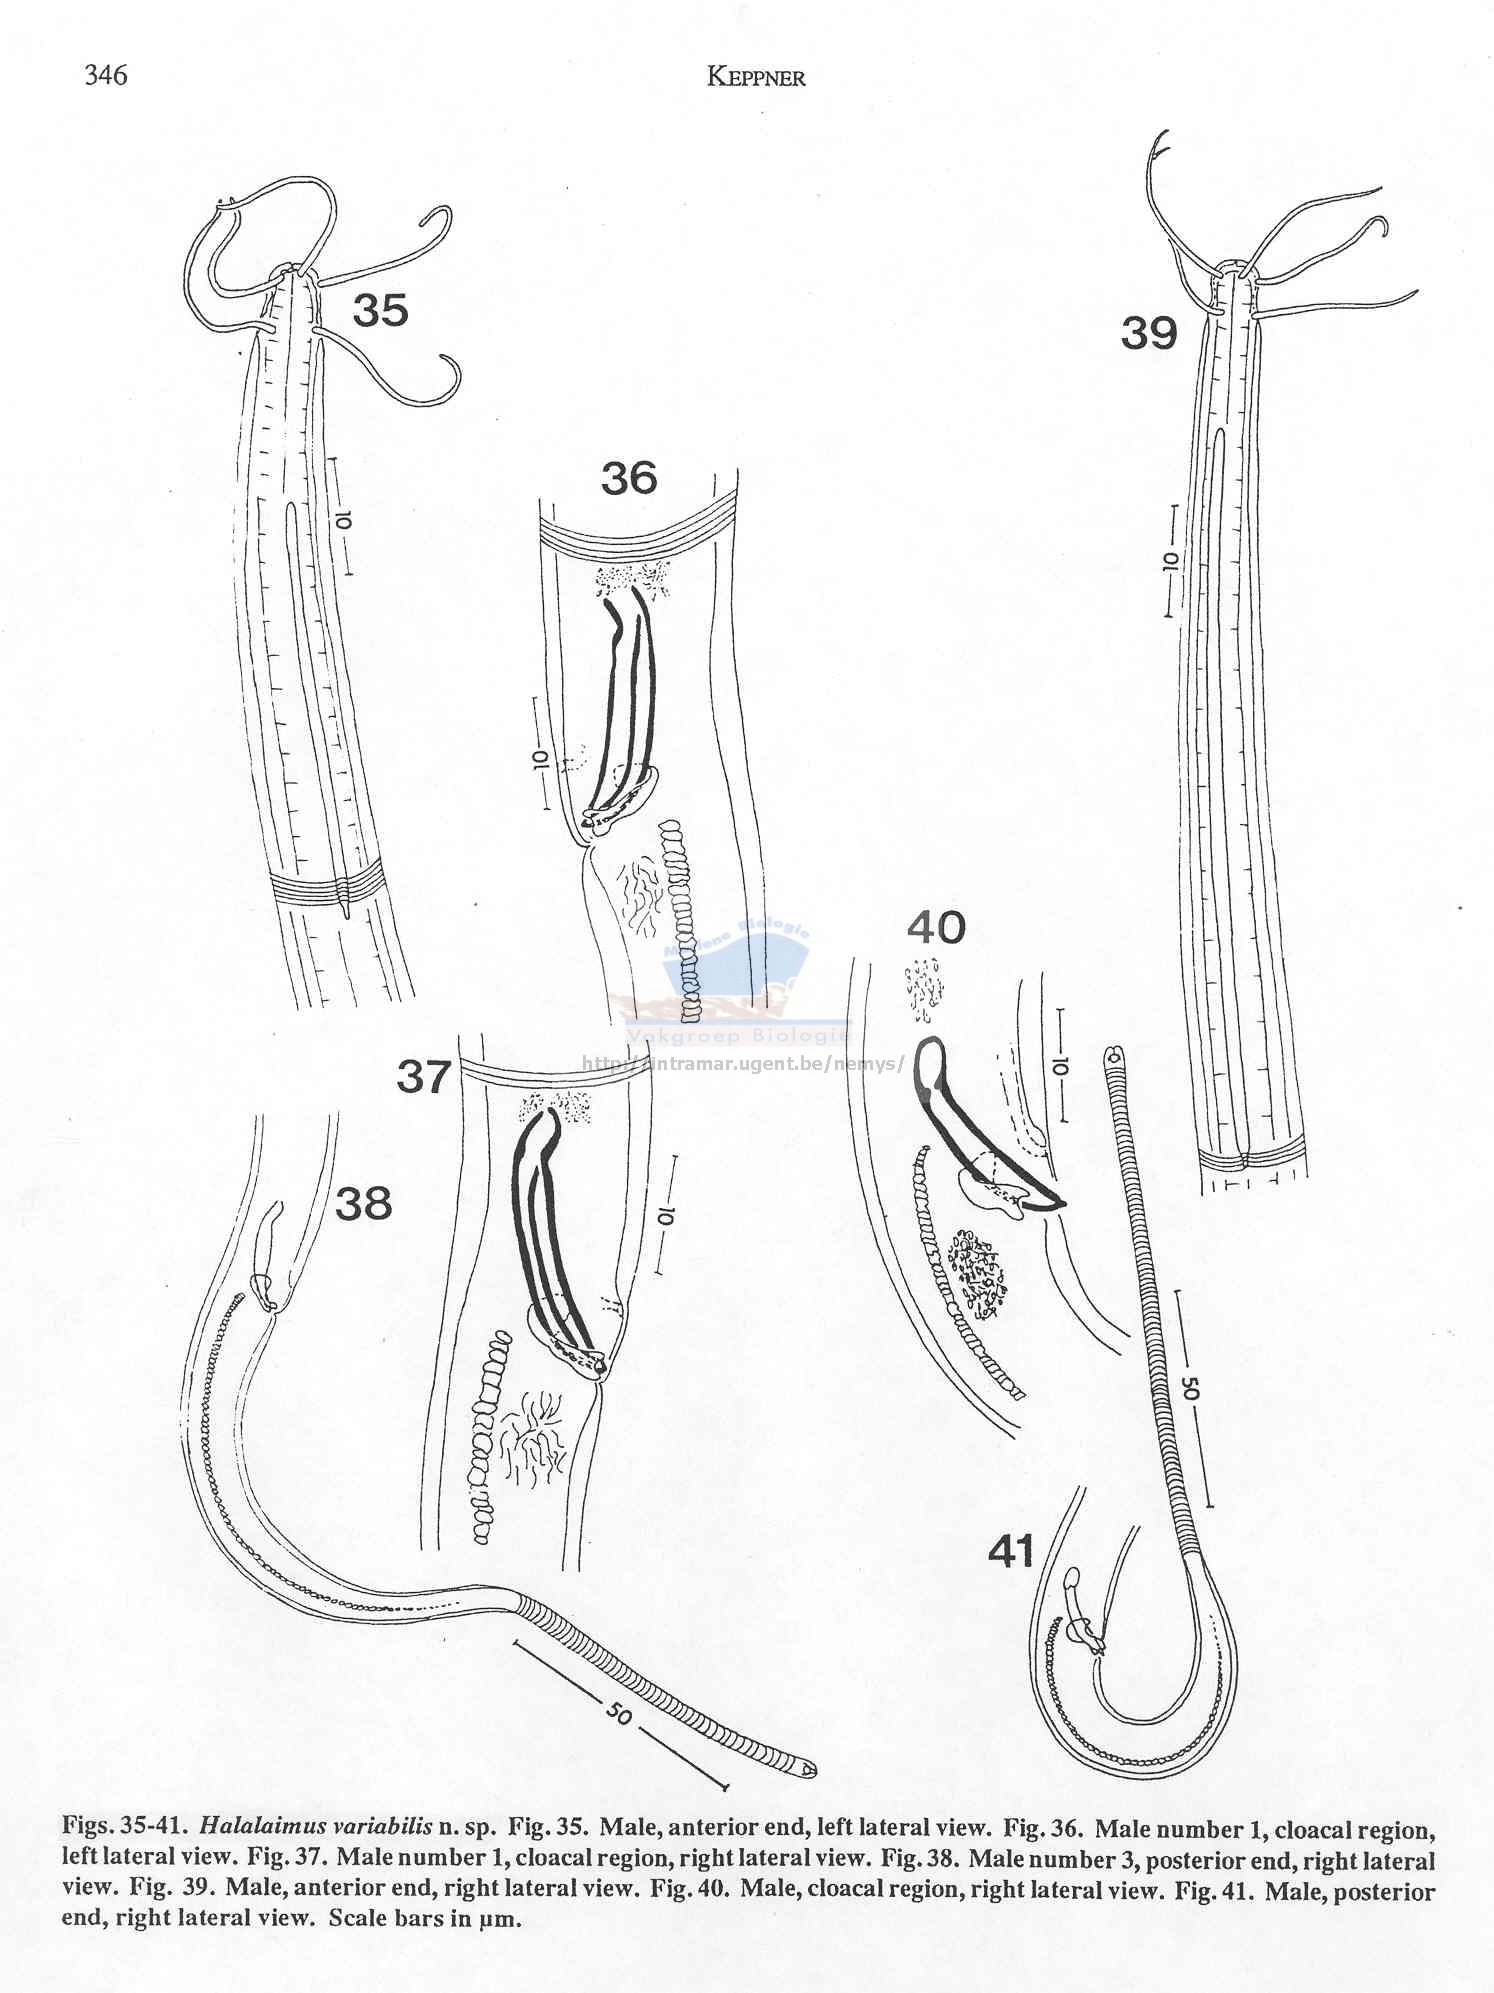 346
KEPPNER
35
39
36
10
10
10
40
Mariene Biologie
Vakgroep Biologie
http://intramar.ugent.be/nemys/
37
10
38
10
50
41
50
Figs. 35-41. Halalaimus variabilis n. sp. Fig. 35. Male, anterior end, left lateral view. Fig. 36. Male number 1, cloacal region,
left lateral view. Fig. 37. Male number 1, cloacal region, right lateral view. Fig. 38. Male number 3, posterior end, right lateral
view. Fig. 39. Male, anterior end, right lateral view. Fig. 40. Male, cloacal region, right lateral view. Fig. 41. Male, posterior
end, right lateral view. Scale bars in µm.